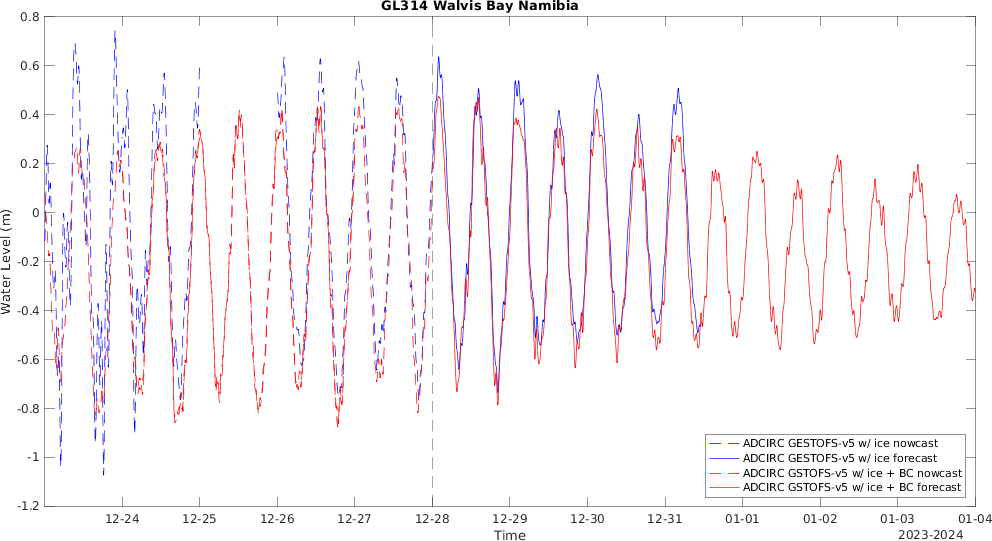 GL314 Walvis Bay Namibia
0.8
0.6
0.4
0.2
0
-0.2
-0.4
-0.6
-0.8
-1
-1.2
Water Level (m)
ADCIRC GESTOFS-v5 w/ ice nowcast
ADCIRC GESTOFS-v5 w/ ice forecast
ADCIRC GSTOFS-v5 w/ ice + BC nowcast
ADCIRC GSTOFS-v5 w/ ice + BC forecast
12-24 12-25 12-26 12-27 12-28 12-29 12-30 12-31 01-01 01-02 01-03 01-04
Time
2023-2024